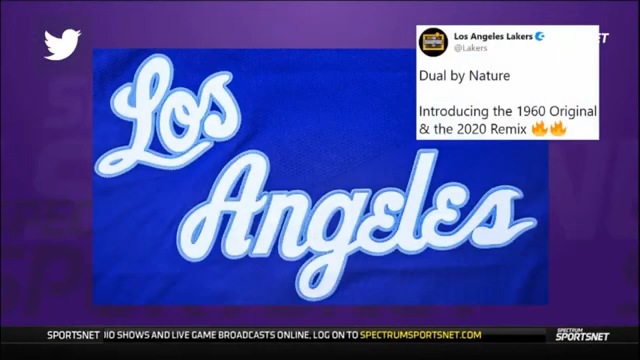 Los Angeles Lakers
@Lakers
Dual by Nature
Introducing the 1960 Original
& the 2020 Remix 🔥🔥
Los
Angeles
SPORTSNET IIO SHOWS AND LIVE GAME BROADCASTS ONLINE, LOG ON TO SPECTRUMSPORTSNET.COM
SPECTRUM
SPORTSNET